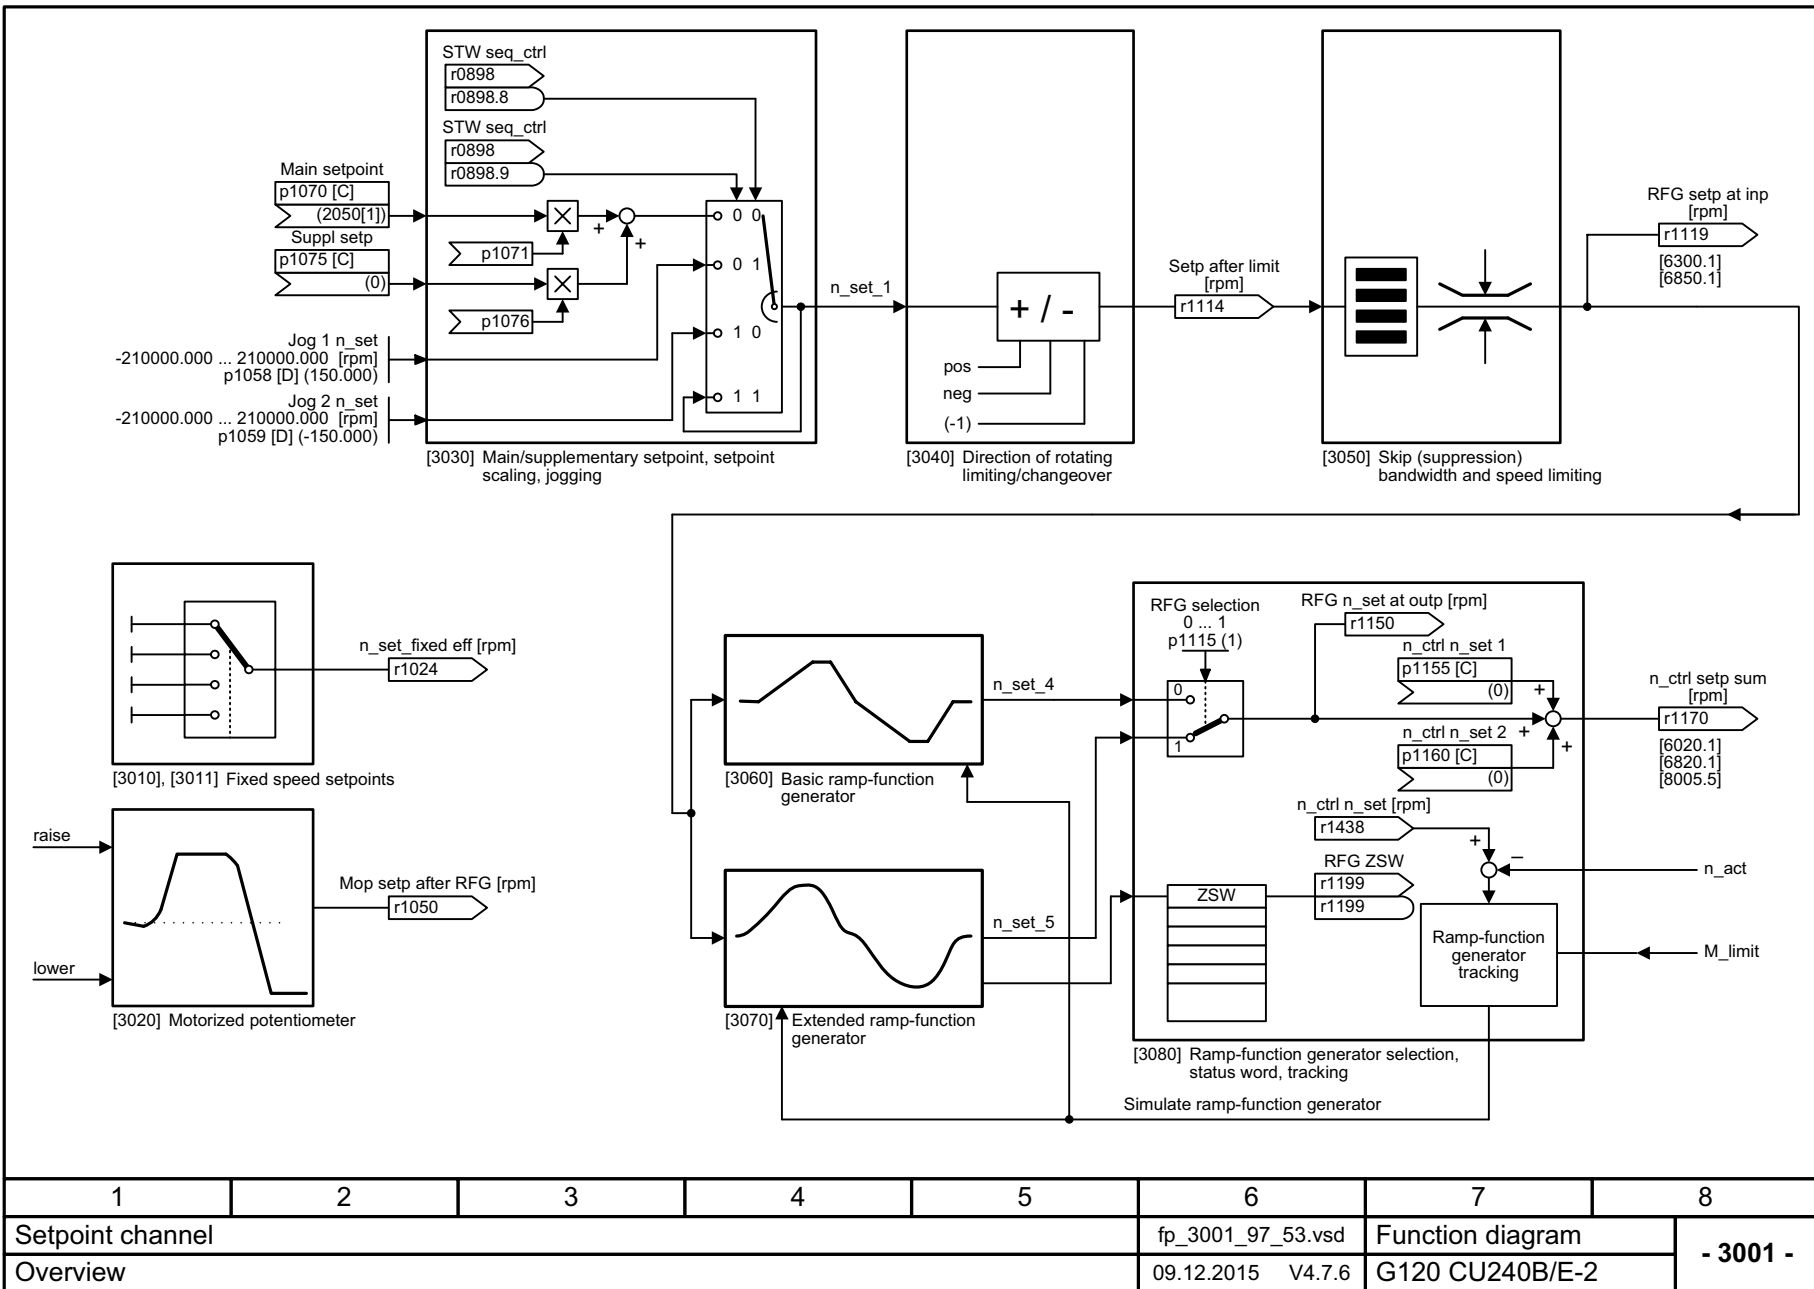 STW seq_ctrl
r0898
r0898.8
STW seq_ctrl
r0898
r0898.9
Main setpoint
p1070 [C]
(2050[1])
Suppl setp
p1075 [C]
(0)
p1071
p1076
+
+
0 0
0 1
1 0
1 1
Jog 1 n_set
-210000.000 ... 210000.000 [rpm]
p1058 [D] (150.000)
Jog 2 n_set
-210000.000 ... 210000.000 [rpm]
p1059 [D] (-150.000)
[3030] Main/supplementary setpoint, setpoint
scaling, jogging
n_set_1
+ / -
pos
neg
(-1)
[3040] Direction of rotating
limiting/changeover
Setp after limit
[rpm]
r1114
[3050] Skip (suppression)
bandwidth and speed limiting
RFG setp at inp
[rpm]
r1119
[6300.1]
[6850.1]
n_set_fixed eff [rpm]
r1024
[3010], [3011] Fixed speed setpoints
raise
lower
Mop setp after RFG [rpm]
r1050
[3020] Motorized potentiometer
n_set_4
[3060] Basic ramp-function
generator
n_set_5
[3070] Extended ramp-function
generator
RFG selection
0 ... 1
p1115 (1)
0
1
RFG n_set at outp [rpm]
r1150
n_ctrl n_set 1
p1155 [C]
(0)
+
+
n_ctrl n_set 2
p1160 [C]
(0)
+
n_ctrl setp sum
[rpm]
r1170
[6020.1]
[6820.1]
[8005.5]
n_ctrl n_set [rpm]
r1438
+
–
n_act
RFG ZSW
r1199
r1199
ZSW
Ramp-function
generator
tracking
M_limit
[3080] Ramp-function generator selection,
status word, tracking
Simulate ramp-function generator
1 2 3 4 5 6 7 8
Setpoint channel
fp_3001_97_53.vsd
Function diagram
- 3001 -
Overview
09.12.2015 V4.7.6
G120 CU240B/E-2